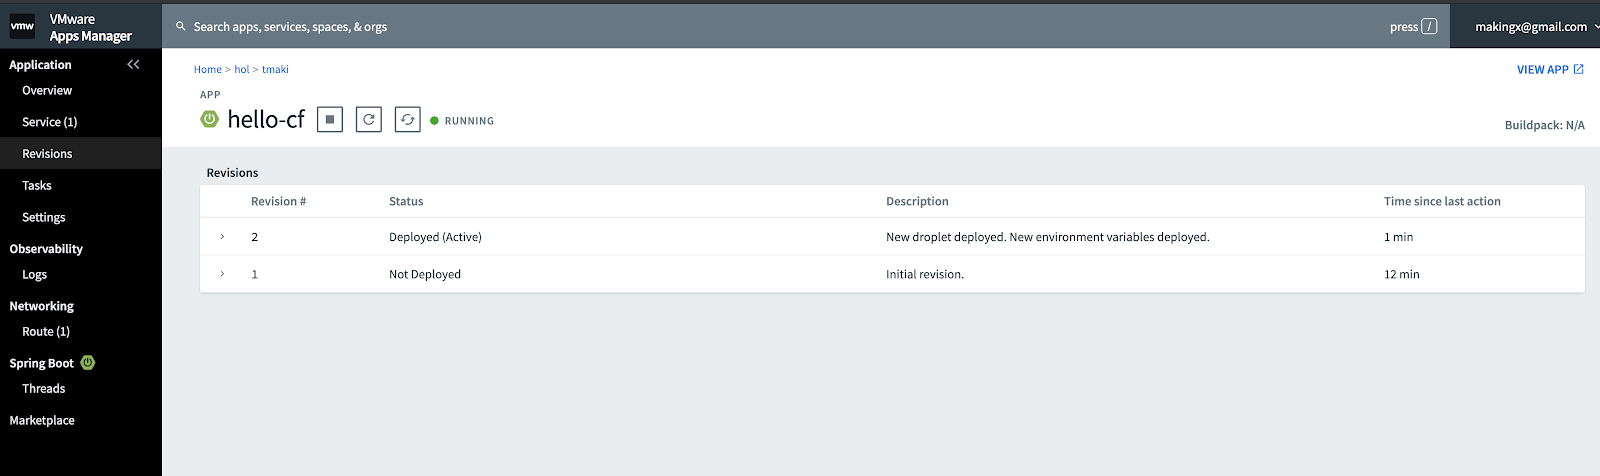 vmw
VMware
Apps Manager
Search apps, services, spaces, & orgs
press /
makingx@gmail.com
Application
Overview
Service (1)
Revisions
Tasks
Settings
Observability
Logs
Networking
Route (1)
Spring Boot
Threads
Marketplace
Home > hol > tmaki
VIEW APP
APP
hello-cf
RUNNING
Buildpack: N/A
Revisions
Revision # Status Description Time since last action
2 Deployed (Active) New droplet deployed. New environment variables deployed. 1 min
1 Not Deployed Initial revision. 12 min